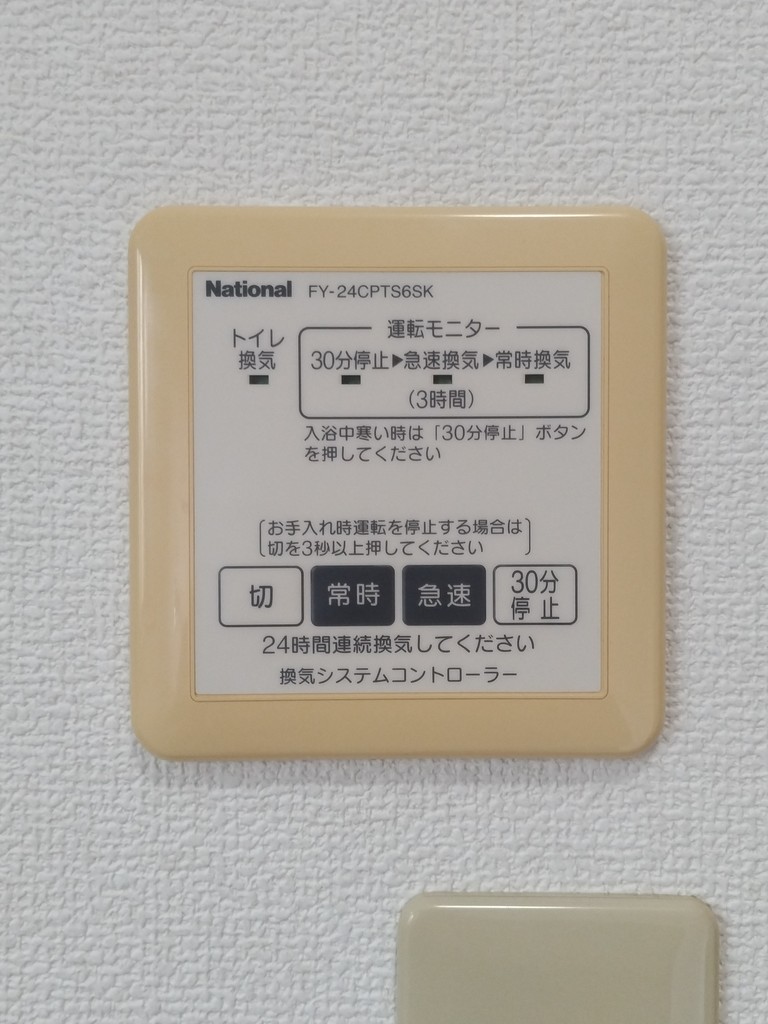 National FY-24CPTS6SK
トイレ
換気
運転モニター
30分停止▶急速換気▶常時換気
(3時間)
入浴中寒い時は「30分停止」ボタン
を押してください
お手入れ時運転を停止する場合は
切を3秒以上押してください
切
常時
急速
30分
停止
24時間連続換気してください
換気システムコントローラー